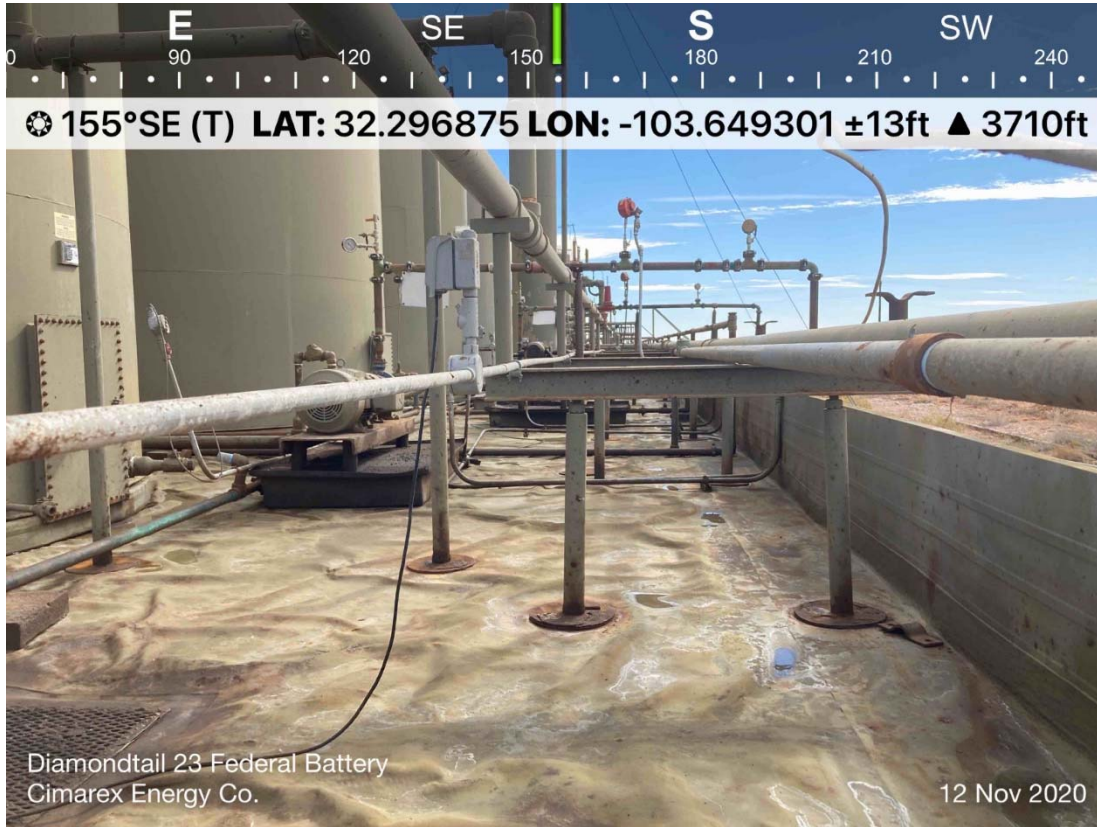 E SE S SW
90 120 150 180 210 240
155°SE (T) LAT: 32.296875 LON: -103.649301 ±13ft ▲ 3710ft
Diamondtail 23 Federal Battery
Cimarex Energy Co.
12 Nov 2020